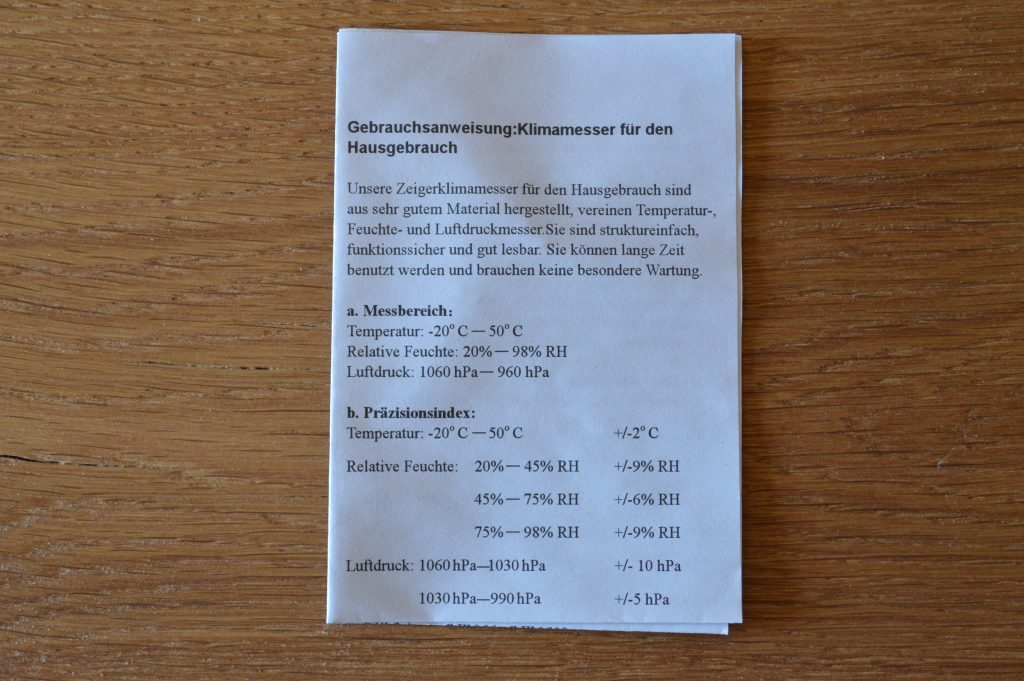 Gebrauchsanweisung:Klimamesser für den
Hausgebrauch
Unsere Zeigerklimamesser für den Hausgebrauch sind
aus sehr gutem Material hergestellt, vereinen Temperatur-,
Feuchte- und Luftdruckmesser.Sie sind struktureinfach,
funktionssicher und gut lesbar. Sie können lange Zeit
benutzt werden und brauchen keine besondere Wartung.
a. Messbereich:
Temperatur: -20° C — 50° C
Relative Feuchte: 20% — 98% RH
Luftdruck: 1060 hPa — 960 hPa
b. Präzisionsindex:
Temperatur: -20° C — 50° C +/-2° C
Relative Feuchte: 20% — 45% RH +/-9% RH
45% — 75% RH +/-6% RH
75% — 98% RH +/-9% RH
Luftdruck: 1060 hPa—1030 hPa +/- 10 hPa
1030 hPa—990 hPa +/-5 hPa